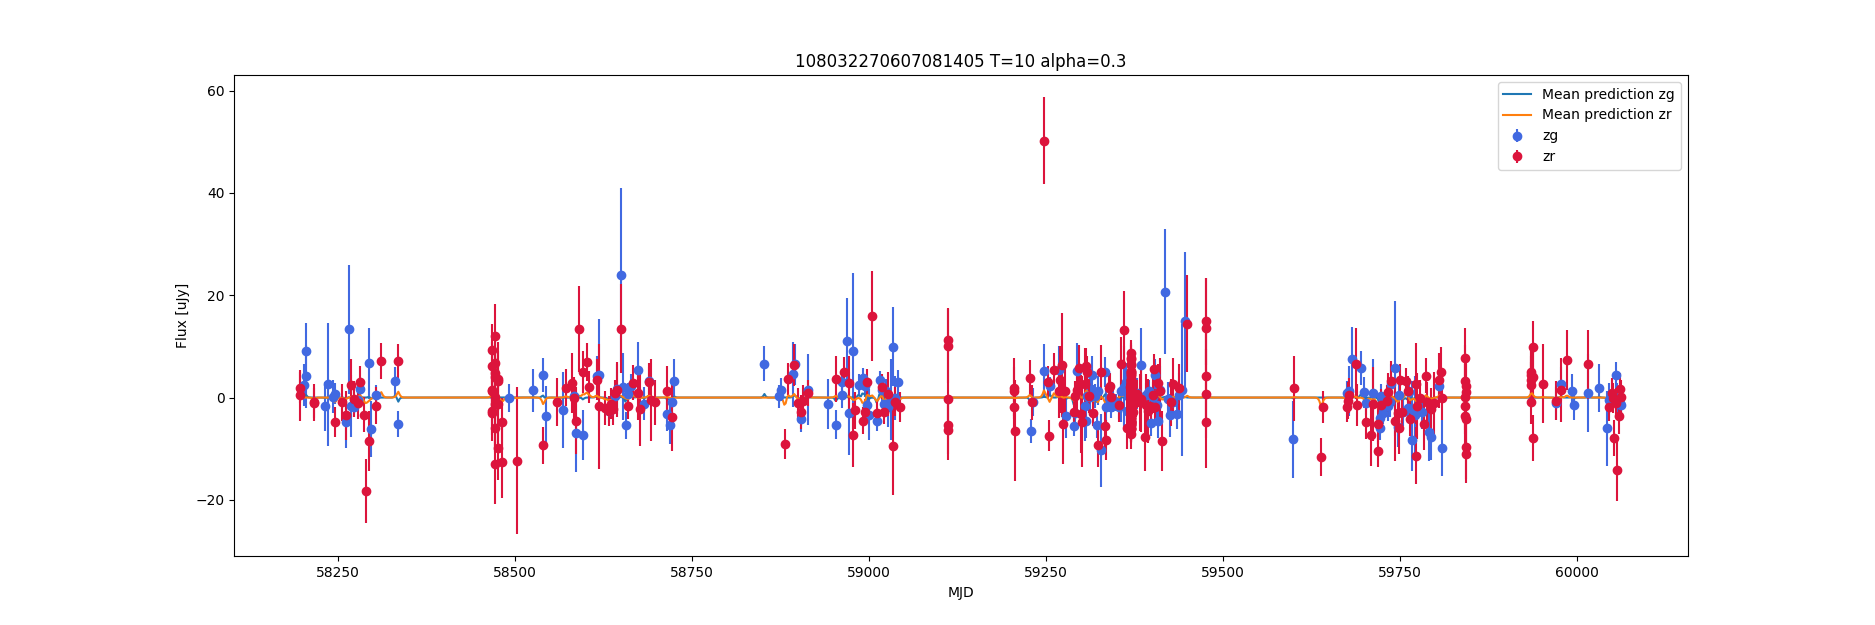 108032270607081405 T=10 alpha=0.3
Mean prediction zg
Mean prediction zr
zg
zr
60
40
20
0
−20
Flux [uJy]
58250 58500 58750 59000 59250 59500 59750 60000
MJD